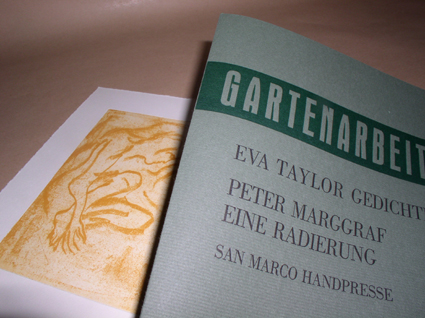 GARTENARBEIT
EVA TAYLOR GEDICHT
PETER MARGGRAF
EINE RADIERUNG
SAN MARCO HANDPRESSE